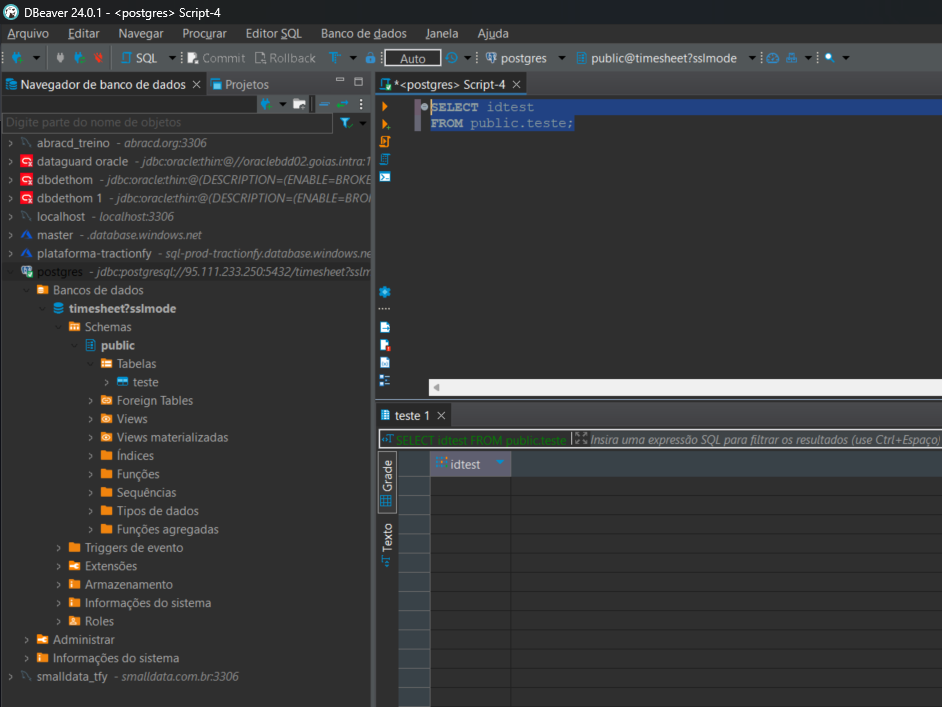 DBeaver 24.0.1 - <postgres> Script-4
Arquivo Editar Navegar Procurar Editor SQL Banco de dados Janela Ajuda
SQL Commit Rollback Auto postgres public@timesheet?sslmode
Navegador de banco de dados Projetos
Digite parte do nome de objetos
abracd_treino - abracd.org:3306
dataguard oracle - jdbc:oracle:thin:@//oraclebdd02.goias.intra:1
dbdethom - jdbc:oracle:thin:@(DESCRIPTION=(ENABLE=BROKE
dbdethom 1 - jdbc:oracle:thin:@(DESCRIPTION=(ENABLE=BROK
localhost - localhost:3306
master - .database.windows.net
plataforma-tractionfy - sql-prod-tractionfy.database.windows.ne
postgres - jdbc:postgresql://95.111.233.250:5432/timesheet?sslm
Bancos de dados
timesheet?sslmode
Schemas
public
Tabelas
teste
Foreign Tables
Views
Views materializadas
Índices
Funções
Sequências
Tipos de dados
Funções agregadas
Triggers de evento
Extensões
Armazenamento
Informações do sistema
Roles
Administrar
Informações do sistema
smalldata_tfy - smalldata.com.br:3306
*<postgres> Script-4
SELECT idtest
FROM public.teste;
teste 1
SELECT idtest FROM public.teste Insira uma expressão SQL para filtrar os resultados (use Ctrl+Espaço)
Grade
Texto
idtest